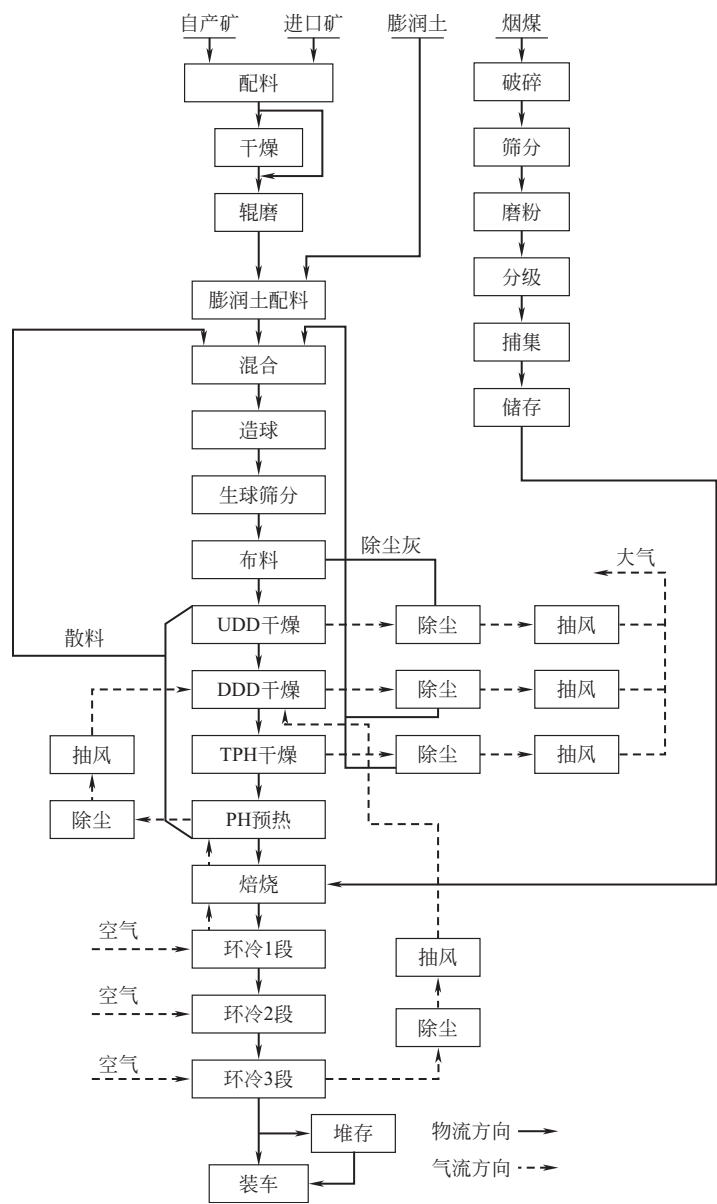 自产矿
进口矿
膨润土
烟煤
配料
破碎
干燥
筛分
辊磨
磨粉
膨润土配料
分级
混合
捕集
造球
储存
生球筛分
布料
除尘灰
大气
散料
UDD干燥
除尘
抽风
DDD干燥
除尘
抽风
抽风
TPH干燥
除尘
抽风
除尘
PH预热
焙烧
空气
环冷1段
抽风
空气
环冷2段
除尘
空气
环冷3段
堆存
物流方向
装车
气流方向